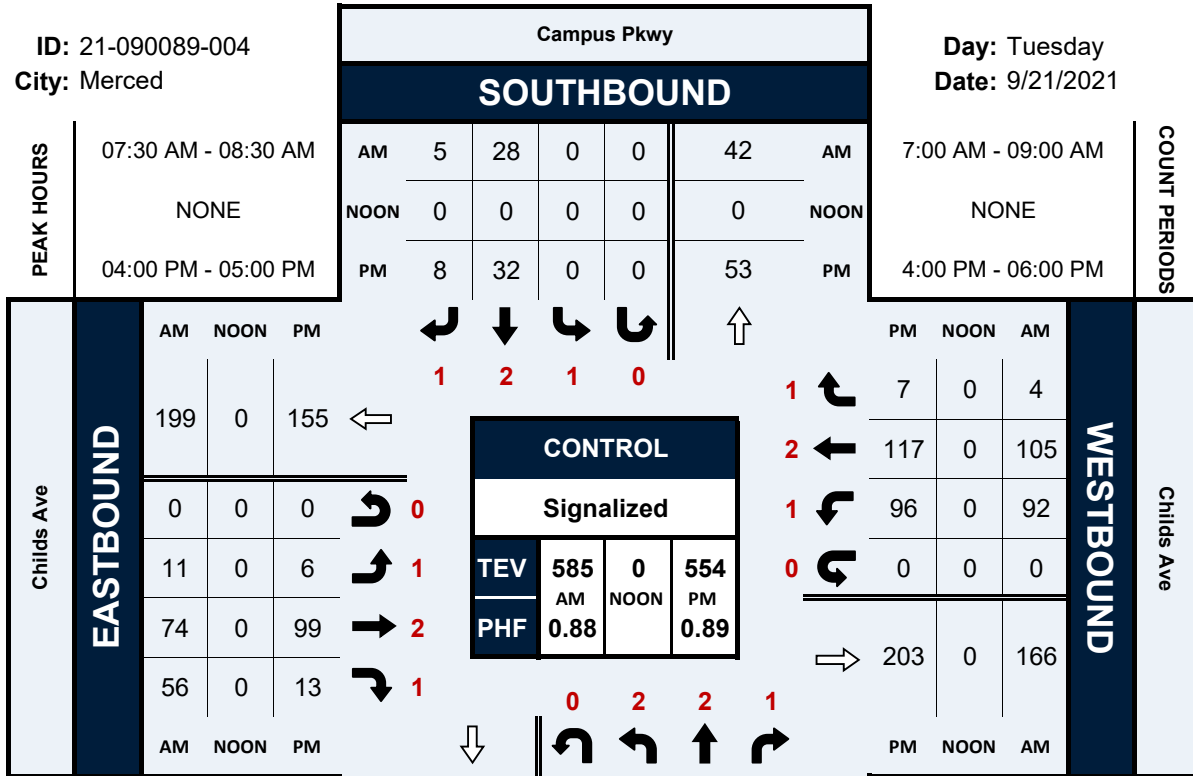 ID: 21-090089-004
City: Merced
Campus Pkwy
SOUTHBOUND
Day: Tuesday
Date: 9/21/2021
PEAK HOURS
07:30 AM - 08:30 AM
NONE
04:00 PM - 05:00 PM
AM 5 28 0 0 42 AM
NOON 0 0 0 0 0 NOON
PM 8 32 0 0 53 PM
7:00 AM - 09:00 AM
NONE
4:00 PM - 06:00 PM
COUNT PERIODS
1 2 1 0
Childs Ave
EASTBOUND
AM NOON PM
199 0 155
0 0 0 0
11 0 6 1
74 0 99 2
56 0 13 1
AM NOON PM
CONTROL
Signalized
TEV 585 0 554
AM NOON PM
PHF 0.88 0.89
PM NOON AM
1 7 0 4
2 117 0 105
1 96 0 92
0 0 0 0
203 0 166
PM NOON AM
WESTBOUND
Childs Ave
0 2 2 1